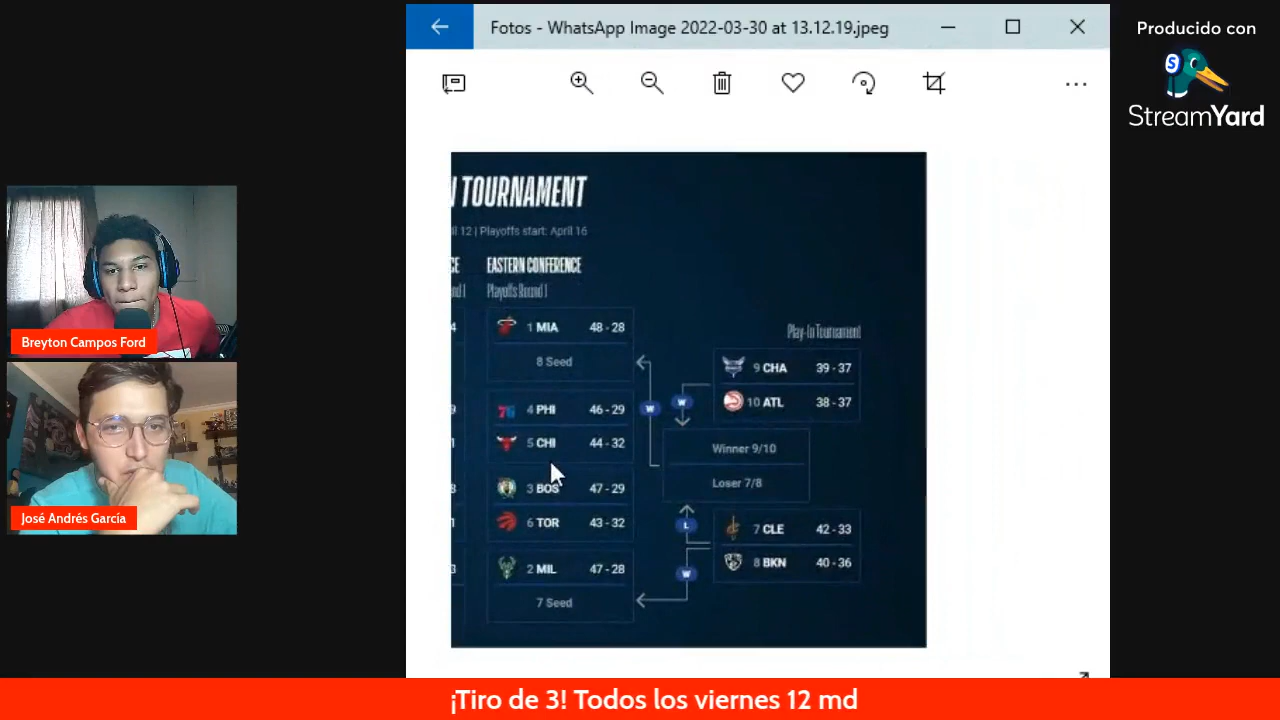 Fotos - WhatsApp Image 2022-03-30 at 13.12.19.jpeg
Producido con
S
StreamYard
TOURNAMENT
12 | Playoffs start: April 16
EASTERN CONFERENCE
Playoffs Round 1
1 MIA 48 - 28
8 Seed
4 PHI 46 - 29
5 CHI 44 - 32
3 BOS 47 - 29
6 TOR 43 - 32
2 MIL 47 - 28
7 Seed
Play-In Tournament
9 CHA 39 - 37
10 ATL 38 - 37
W
W
Winner 9/10
Loser 7/8
L
7 CLE 42 - 33
8 BKN 40 - 36
W
Breyton Campos Ford
José Andrés García
¡Tiro de 3! Todos los viernes 12 md